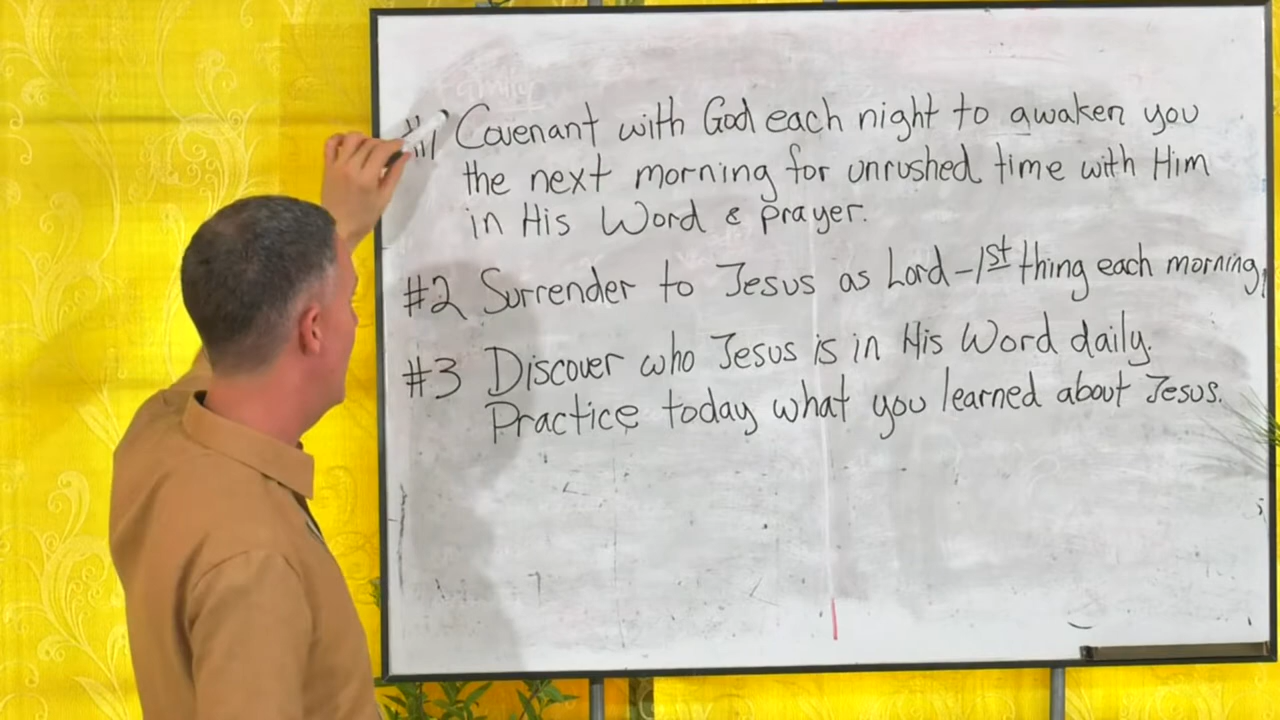 Covenant with God each night to awaken you
the next morning for unrushed time with Him
in His Word & prayer.
#2 Surrender to Jesus as Lord - 1st thing each morning,
#3 Discover who Jesus is in His Word daily.
Practice today what you learned about Jesus.